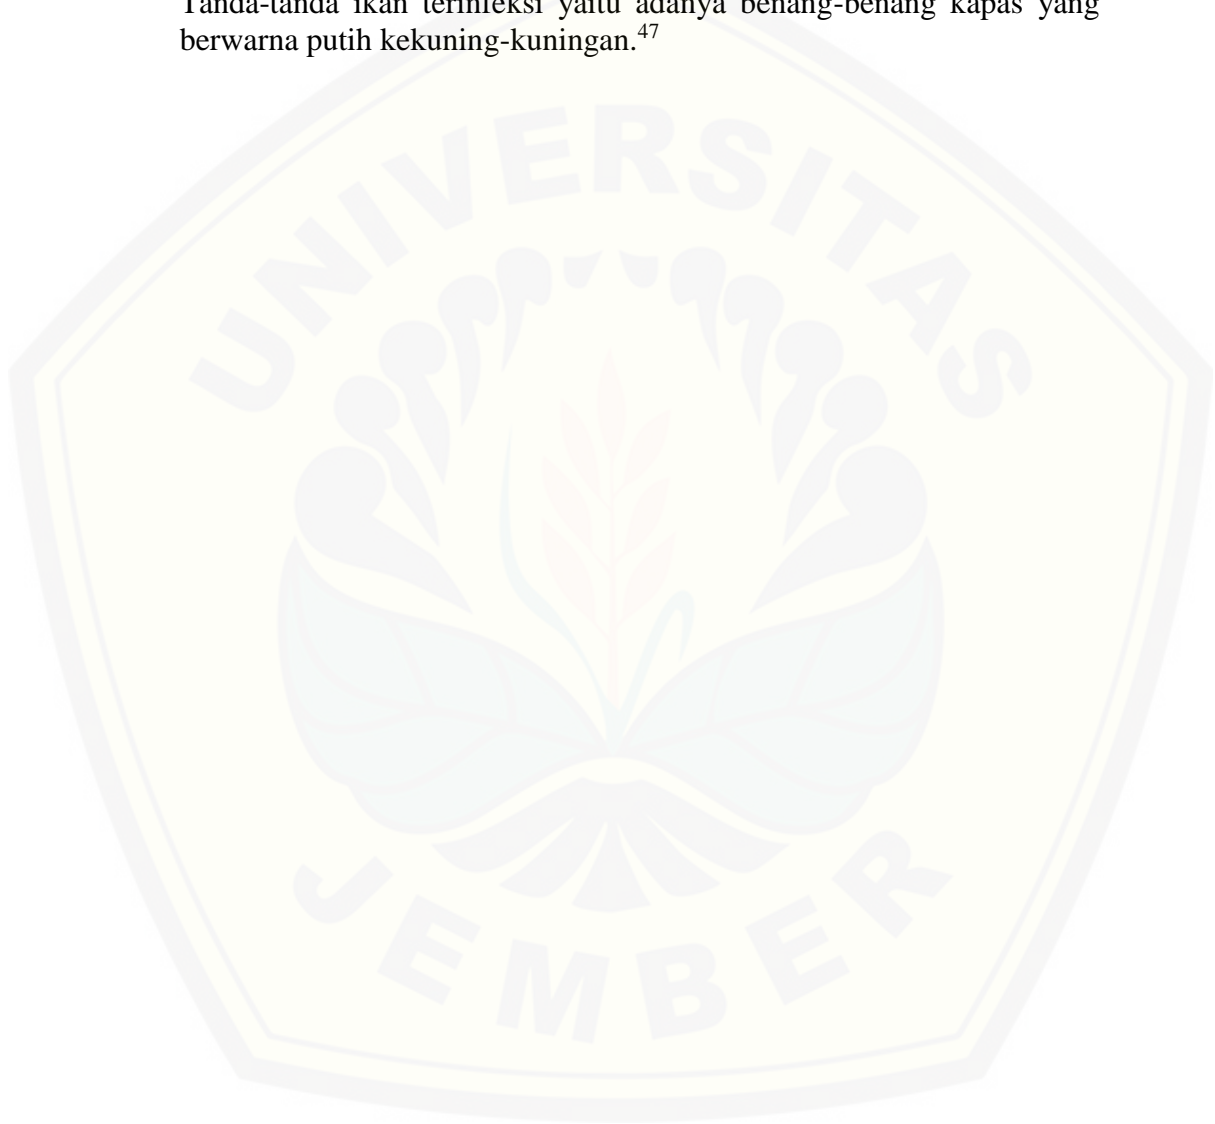 Tanda-tanda ikan terinfeksi yaitu adanya benang-benang kapas yang
berwarna putih kekuning-kuningan.47
UNIVERSITAS
JEMBER